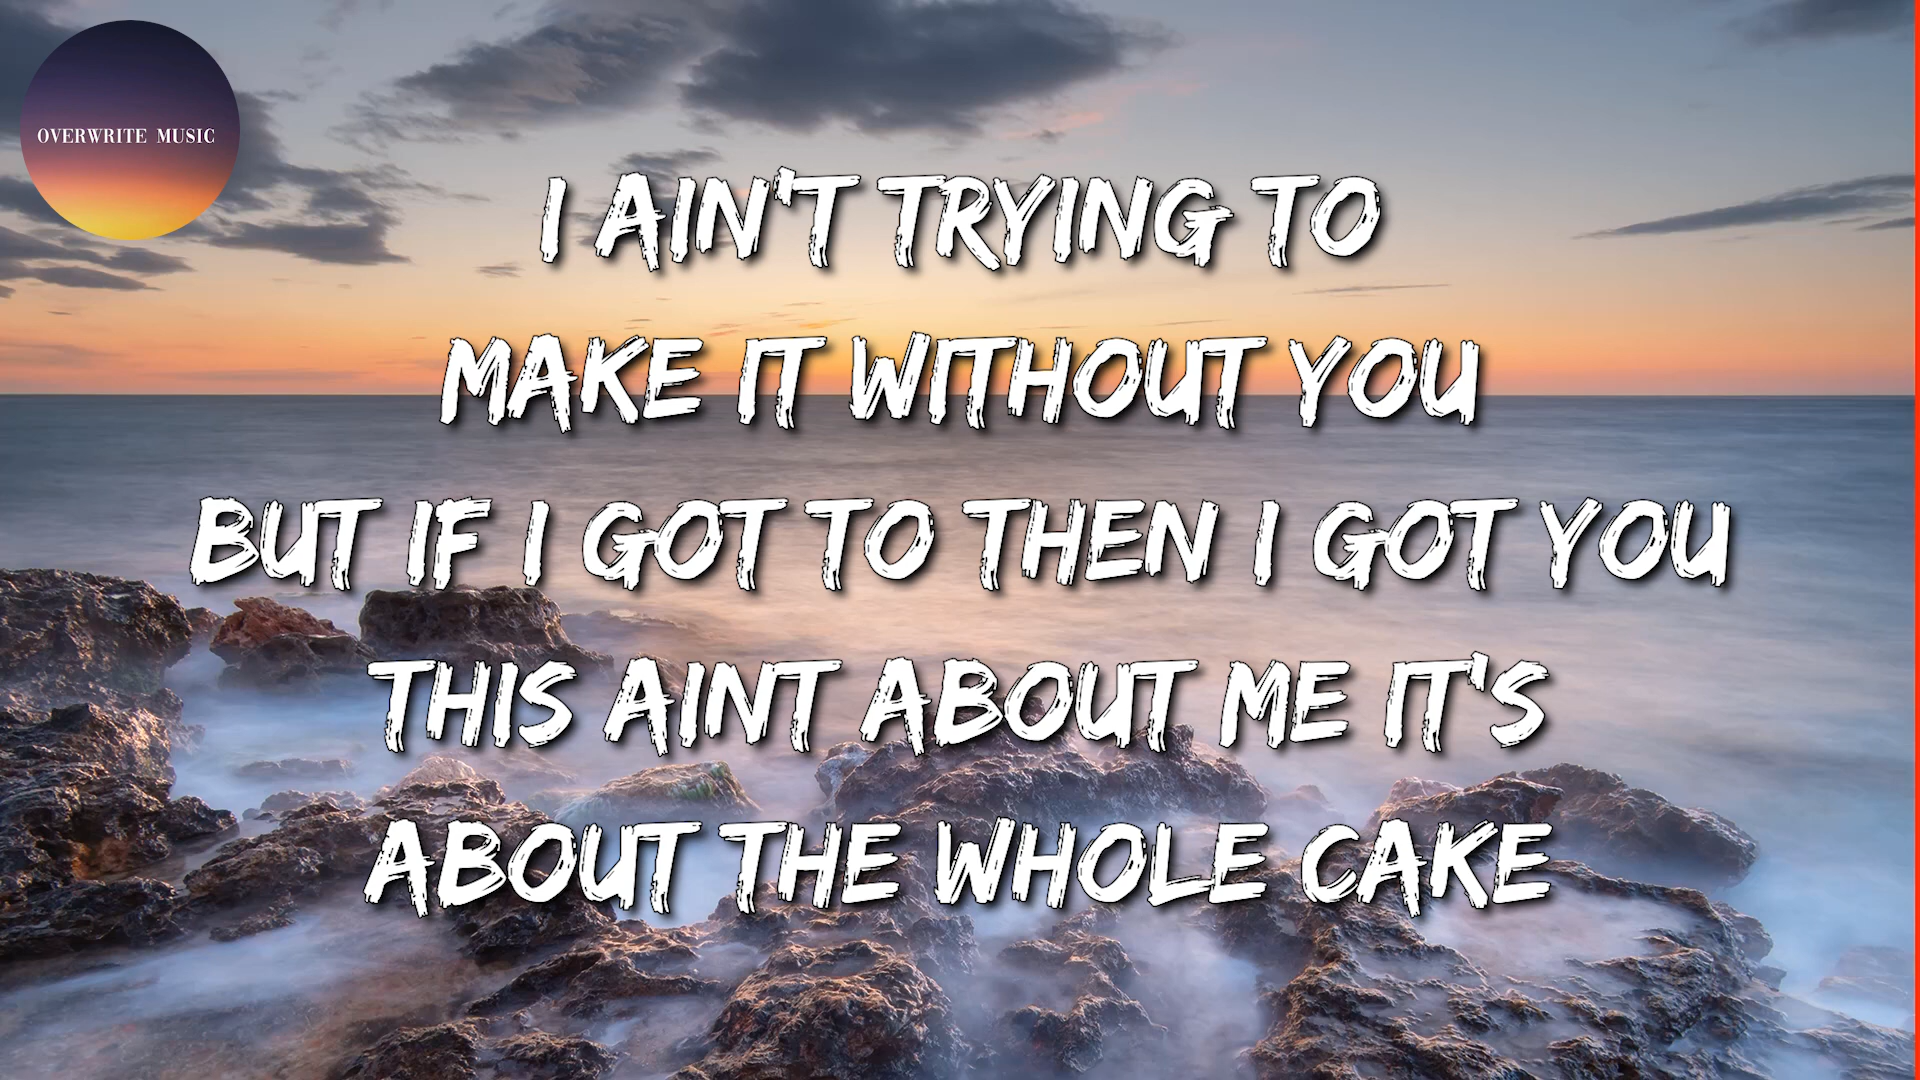 OVERWRITE MUSIC
I AIN'T TRYING TO
MAKE IT WITHOUT YOU
BUT IF I GOT TO THEN I GOT YOU
THIS AINT ABOUT ME IT'S
ABOUT THE WHOLE CAKE